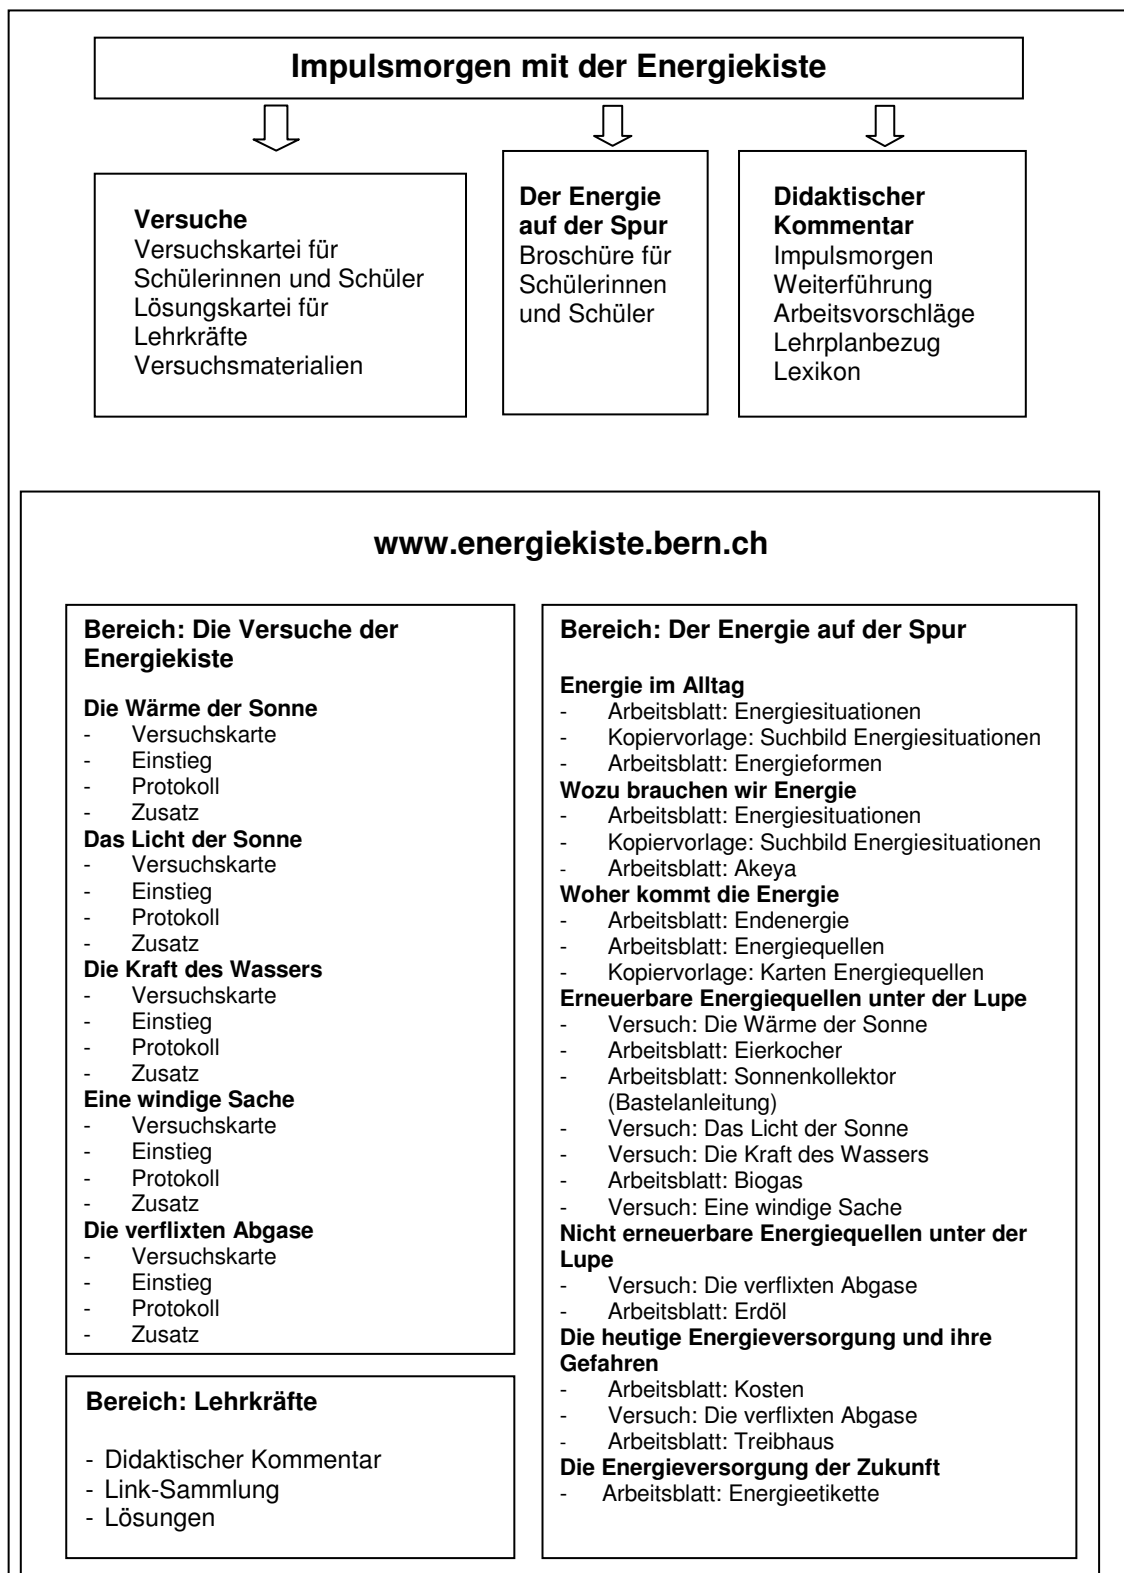 Impulsmorgen mit der Energiekiste
Versuche
Versuchskartei für
Schülerinnen und Schüler
Lösungskartei für
Lehrkräfte
Versuchsmaterialien
Der Energie
auf der Spur
Broschüre für
Schülerinnen
und Schüler
Didaktischer
Kommentar
Impulsmorgen
Weiterführung
Arbeitsvorschläge
Lehrplanbezug
Lexikon
www.energiekiste.bern.ch
Bereich: Die Versuche der
Energiekiste
Die Wärme der Sonne
- Versuchskarte
- Einstieg
- Protokoll
- Zusatz
Das Licht der Sonne
- Versuchskarte
- Einstieg
- Protokoll
- Zusatz
Die Kraft des Wassers
- Versuchskarte
- Einstieg
- Protokoll
- Zusatz
Eine windige Sache
- Versuchskarte
- Einstieg
- Protokoll
- Zusatz
Die verflixten Abgase
- Versuchskarte
- Einstieg
- Protokoll
- Zusatz
Bereich: Lehrkräfte
- Didaktischer Kommentar
- Link-Sammlung
- Lösungen
Bereich: Der Energie auf der Spur
Energie im Alltag
- Arbeitsblatt: Energiesituationen
- Kopiervorlage: Suchbild Energiesituationen
- Arbeitsblatt: Energieformen
Wozu brauchen wir Energie
- Arbeitsblatt: Energiesituationen
- Kopiervorlage: Suchbild Energiesituationen
- Arbeitsblatt: Akeya
Woher kommt die Energie
- Arbeitsblatt: Endenergie
- Arbeitsblatt: Energiequellen
- Kopiervorlage: Karten Energiequellen
Erneuerbare Energiequellen unter der Lupe
- Versuch: Die Wärme der Sonne
- Arbeitsblatt: Eierkocher
- Arbeitsblatt: Sonnenkollektor
(Bastelanleitung)
- Versuch: Das Licht der Sonne
- Versuch: Die Kraft des Wassers
- Arbeitsblatt: Biogas
- Versuch: Eine windige Sache
Nicht erneuerbare Energiequellen unter der
Lupe
- Versuch: Die verflixten Abgase
- Arbeitsblatt: Erdöl
Die heutige Energieversorgung und ihre
Gefahren
- Arbeitsblatt: Kosten
- Versuch: Die verflixten Abgase
- Arbeitsblatt: Treibhaus
Die Energieversorgung der Zukunft
- Arbeitsblatt: Energieetikette